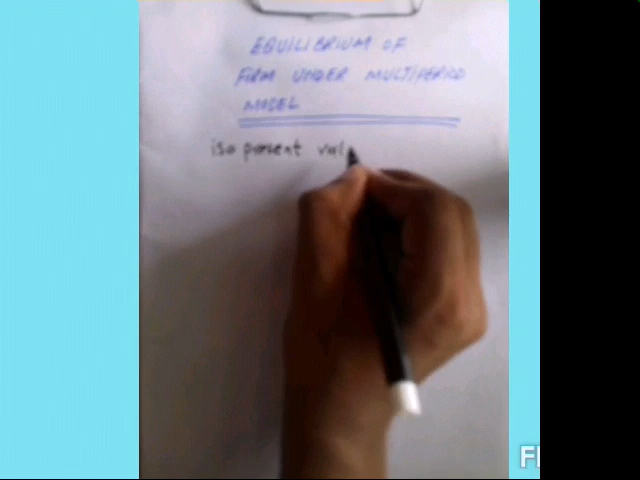 EQUILIBRIUM OF
FIRM UNDER MULTIPERIOD
MODEL
iso present val